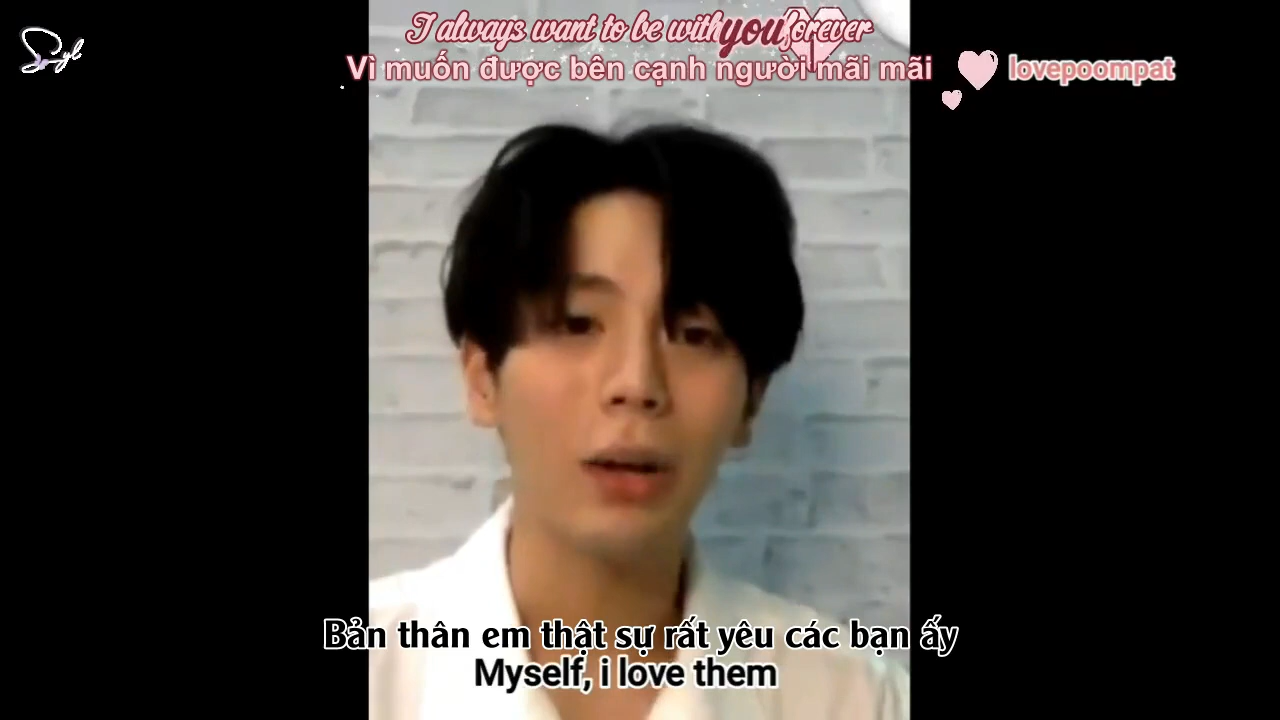 I always want to be with you forever
Vì muốn được bên cạnh người mãi mãi
lovepoompat
Bản thân em thật sự rất yêu các bạn ấy
Myself, i love them